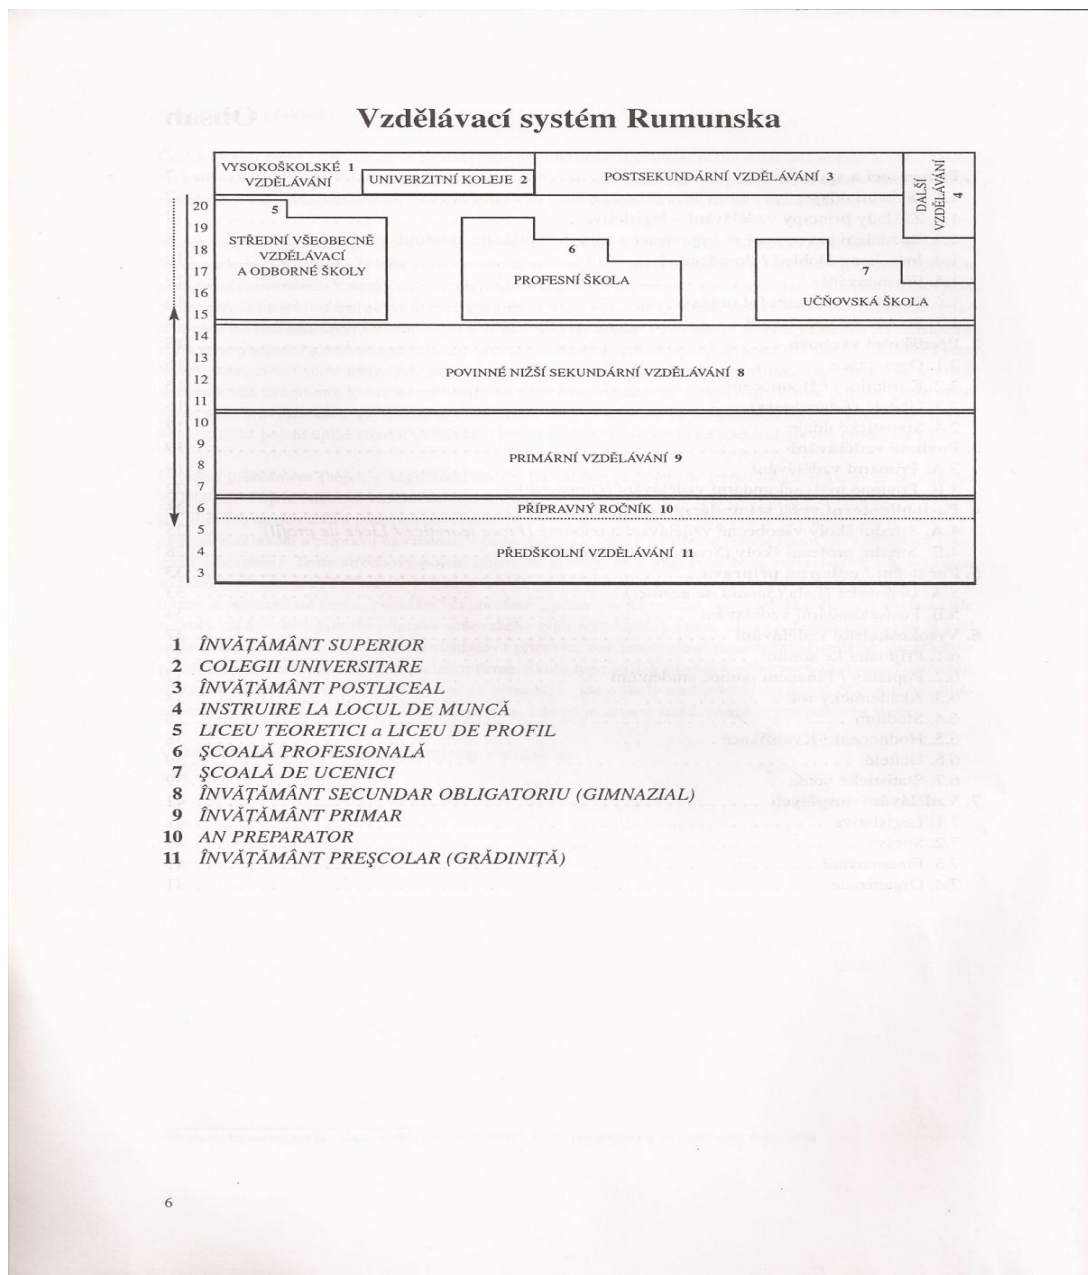 Vzdělávací systém Rumunska
VYSOKOŠKOLSKÉ 1
VZDĚLÁVÁNÍ
UNIVERZITNÍ KOLEJE 2
POSTSEKUNDÁRNÍ VZDĚLÁVÁNÍ 3
DALŠÍ
VZDĚLÁVÁNÍ
4
20
19
18
17
16
15
14
13
12
11
10
9
8
7
6
5
4
3
5
STŘEDNÍ VŠEOBECNĚ
VZDĚLÁVACÍ
A ODBORNÉ ŠKOLY
6
PROFESNÍ ŠKOLA
7
UČŇOVSKÁ ŠKOLA
POVINNÉ NIŽŠÍ SEKUNDÁRNÍ VZDĚLÁVÁNÍ 8
PRIMÁRNÍ VZDĚLÁVÁNÍ 9
PŘÍPRAVNÝ ROČNÍK 10
PŘEDŠKOLNÍ VZDĚLÁVÁNÍ 11
1 ÎNVĂŢĂMÂNT SUPERIOR
2 COLEGII UNIVERSITARE
3 ÎNVĂŢĂMÂNT POSTLICEAL
4 INSTRUIRE LA LOCUL DE MUNCĂ
5 LICEU TEORETICI a LICEU DE PROFIL
6 ŞCOALĂ PROFESIONALĂ
7 ŞCOALĂ DE UCENICI
8 ÎNVĂŢĂMÂNT SECUNDAR OBLIGATORIU (GIMNAZIAL)
9 ÎNVĂŢĂMÂNT PRIMAR
10 AN PREPARATOR
11 ÎNVĂŢĂMÂNT PREŞCOLAR (GRĂDINIŢĂ)
6